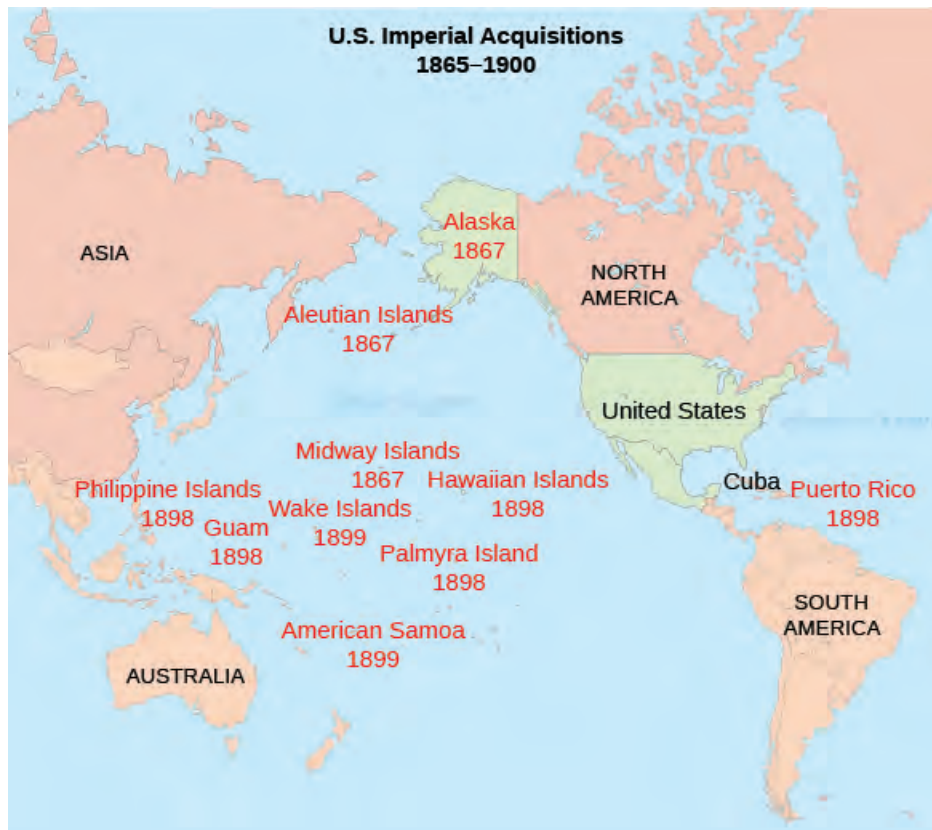 U.S. Imperial Acquisitions
1865–1900
Alaska
1867
ASIA
NORTH
AMERICA
Aleutian Islands
1867
United States
Midway Islands
1867
Hawaiian Islands
1898
Cuba
Puerto Rico
1898
Philippine Islands
1898
Guam
1898
Wake Islands
1899
Palmyra Island
1898
SOUTH
AMERICA
American Samoa
1899
AUSTRALIA